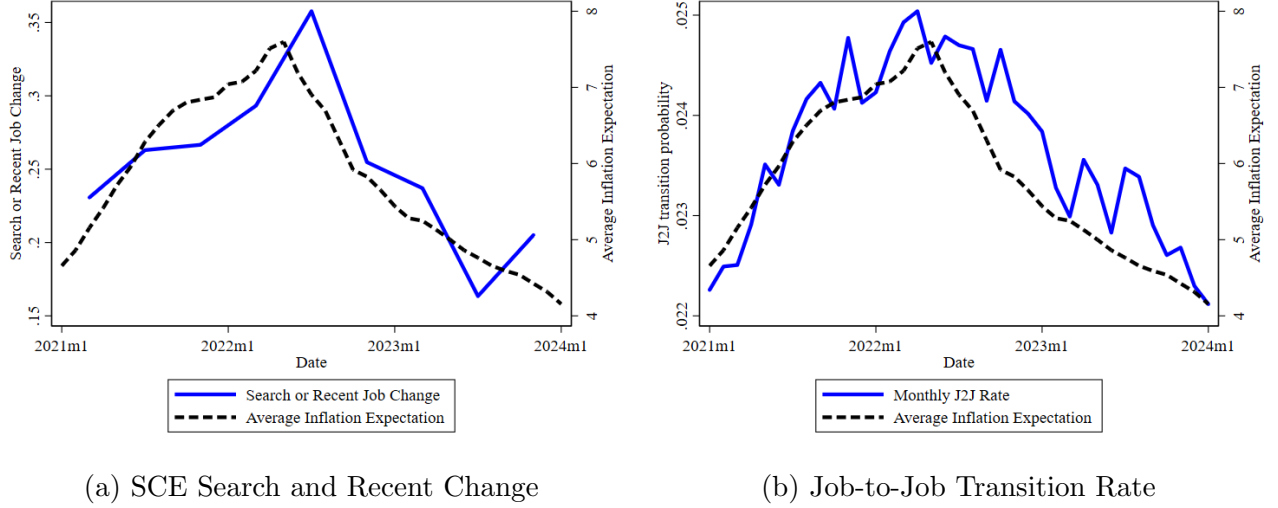 .35
.3
.25
.2
.15
Search or Recent Job Change
8
7
6
5
4
Average Inflation Expectation
2021m1 2022m1 2023m1 2024m1
Date
Search or Recent Job Change
Average Inflation Expectation
(a) SCE Search and Recent Change
.025
.024
.023
.022
J2J transition probability
8
7
6
5
4
Average Inflation Expectation
2021m1 2022m1 2023m1 2024m1
Date
Monthly J2J Rate
Average Inflation Expectation
(b) Job-to-Job Transition Rate